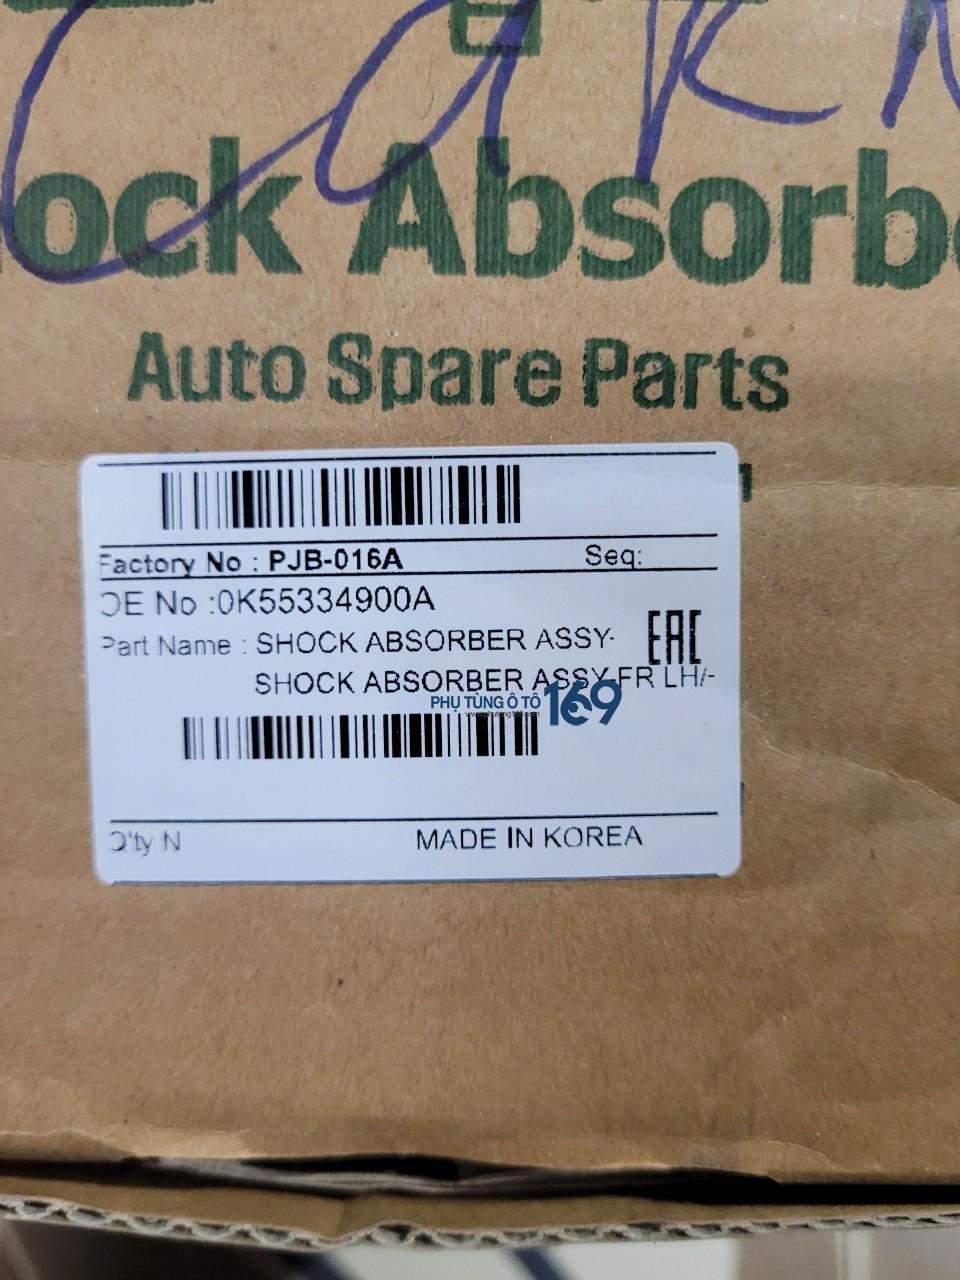 ock Absorbe
Auto Spare Parts
Factory No : PJB-016A Seq:
OE No :0K55334900A
Part Name : SHOCK ABSORBER ASSY-
EAC
SHOCK ABSORBER ASSY-FR LH/-
PHỤ TÙNG Ô TÔ 169
Q'ty N MADE IN KOREA